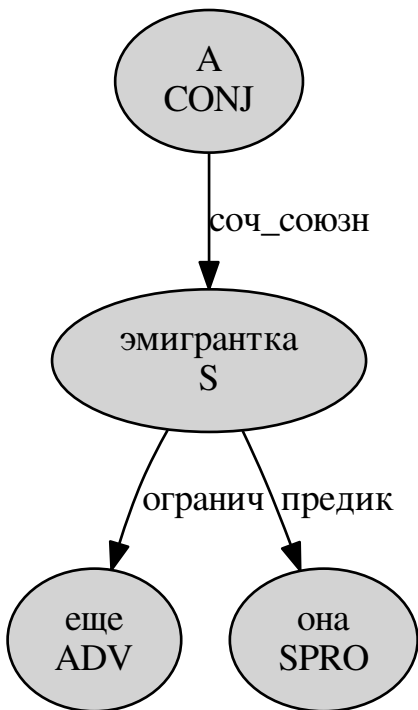 А
CONJ
соч_союзн
эмигрантка
S
огранич предик
еще
ADV
она
SPRO